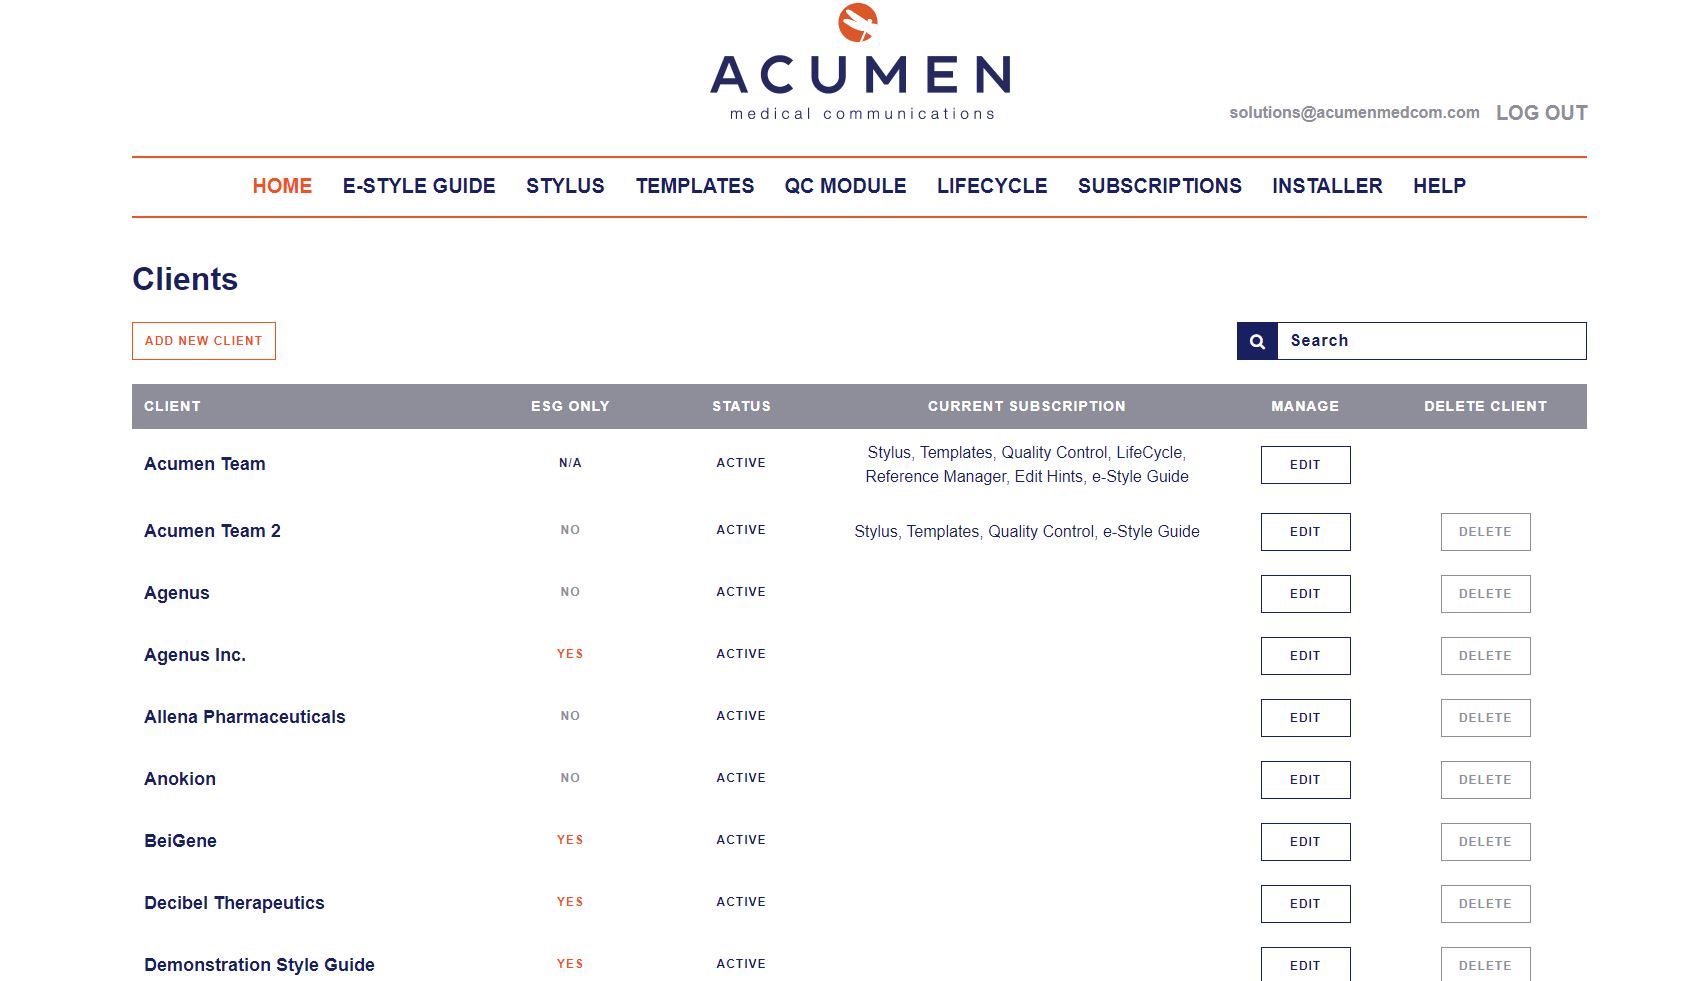 ACUMEN
medical communications
solutions@acumenmedcom.com LOG OUT
HOME E-STYLE GUIDE STYLUS TEMPLATES QC MODULE LIFECYCLE SUBSCRIPTIONS INSTALLER HELP
Clients
ADD NEW CLIENT Search
CLIENT ESG ONLY STATUS CURRENT SUBSCRIPTION MANAGE DELETE CLIENT
Acumen Team N/A ACTIVE Stylus, Templates, Quality Control, LifeCycle,
Reference Manager, Edit Hints, e-Style Guide EDIT
Acumen Team 2 NO ACTIVE Stylus, Templates, Quality Control, e-Style Guide EDIT DELETE
Agenus NO ACTIVE EDIT DELETE
Agenus Inc. YES ACTIVE EDIT DELETE
Allena Pharmaceuticals NO ACTIVE EDIT DELETE
Anokion NO ACTIVE EDIT DELETE
BeiGene YES ACTIVE EDIT DELETE
Decibel Therapeutics YES ACTIVE EDIT DELETE
Demonstration Style Guide YES ACTIVE EDIT DELETE